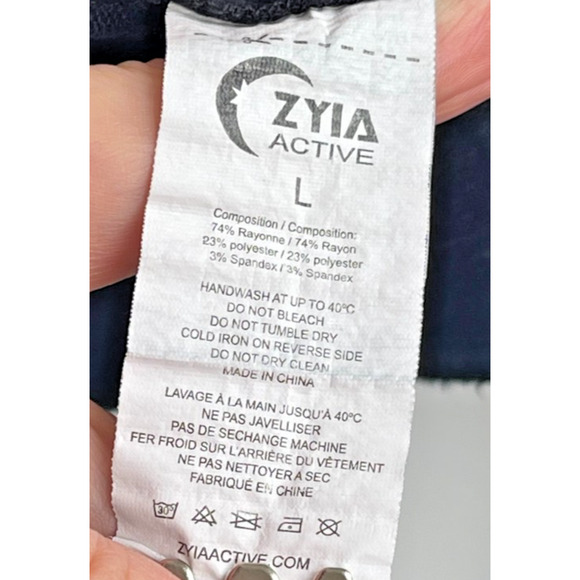 ZYIA
ACTIVE
L
Composition / Composition:
74% Rayonne / 74% Rayon
23% polyester / 23% polyester
3% Spandex / 3% Spandex
HANDWASH AT UP TO 40ºC
DO NOT BLEACH
DO NOT TUMBLE DRY
COLD IRON ON REVERSE SIDE
DO NOT DRY CLEAN
MADE IN CHINA
LAVAGE À LA MAIN JUSQU'À 40ºC
NE PAS JAVELLISER
PAS DE SECHANGE MACHINE
FER FROID SUR L'ARRIÈRE DU VÊTEMENT
NE PAS NETTOYER A SEC
FABRIQUÉ EN CHINE
30°
ZYIAACTIVE.COM